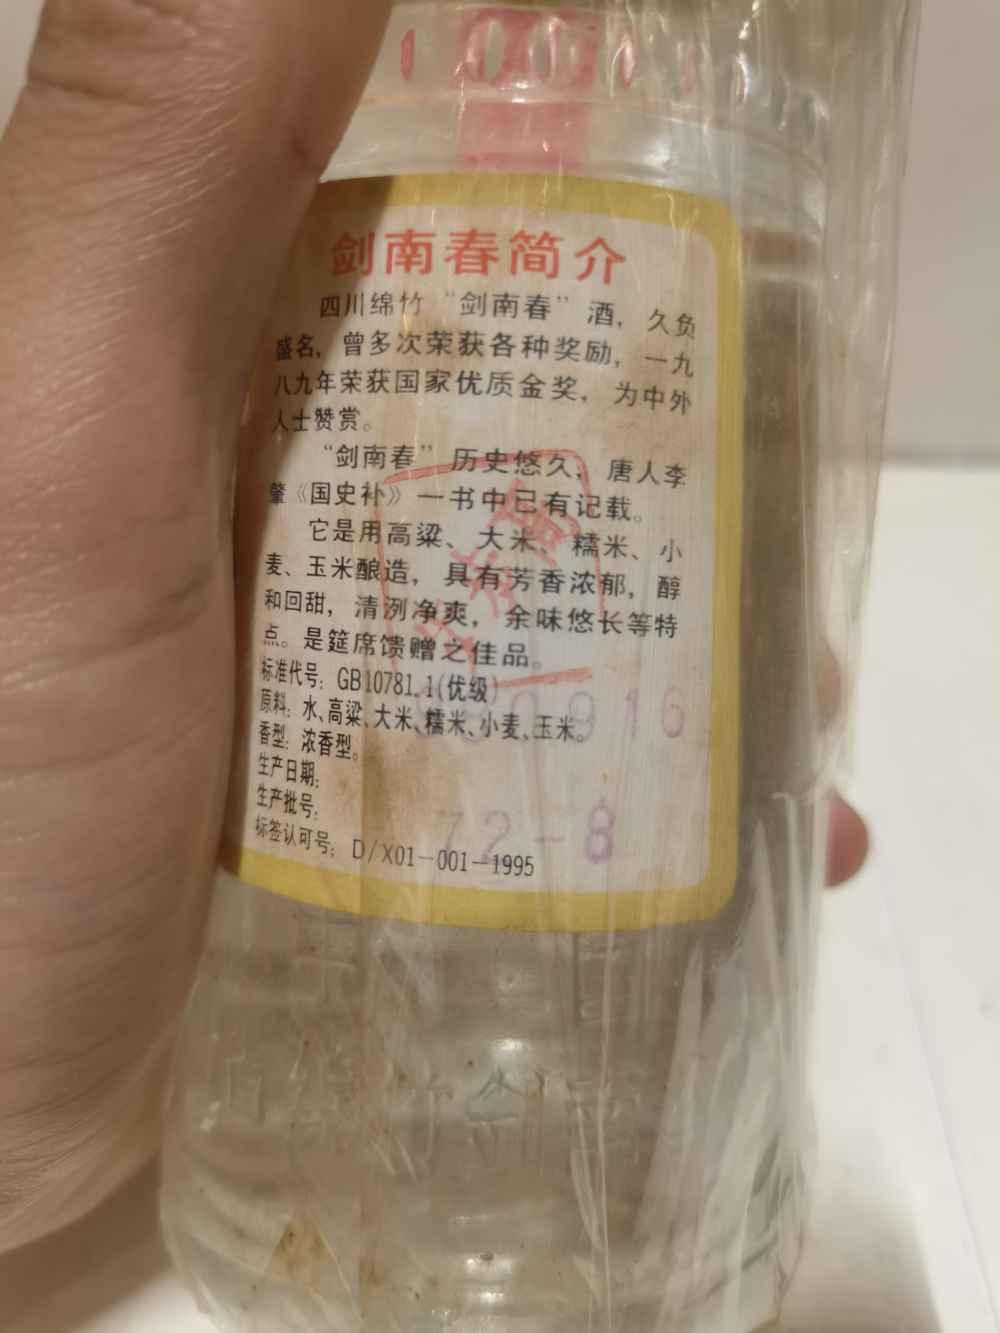 剑南春简介
四川绵竹“剑南春”酒，久负
盛名，曾多次荣获各种奖励，一九
八九年荣获国家优质金奖，为中外
人士赞赏。
“剑南春”历史悠久，唐人李
肇《国史补》一书中已有记载。
它是用高粱、大米、糯米、小
麦、玉米酿造，具有芳香浓郁，醇
和回甜，清洌净爽，余味悠长等特
点。是筵席馈赠之佳品。
标准代号：GB10781.1(优级)
原料：水、高粱、大米、糯米、小麦、玉米。
香型：浓香型。
生产日期：
0916
生产批号：
72-8
标签认可号：D/X01-001-1995